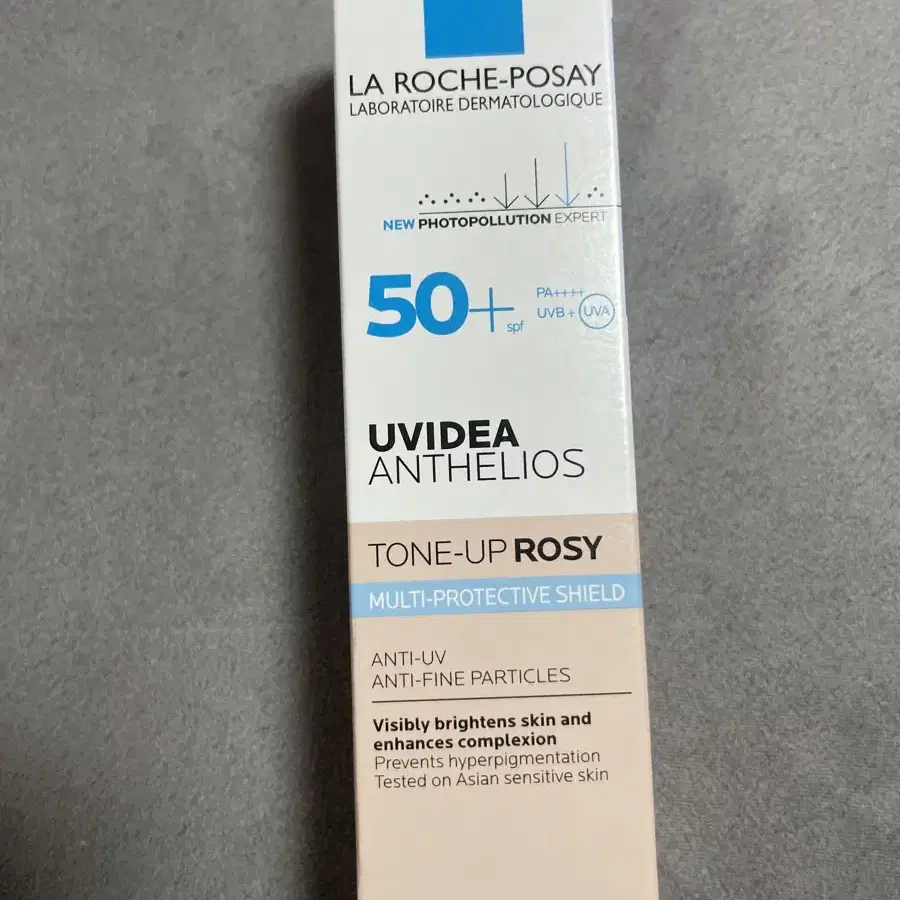 LA ROCHE-POSAY
LABORATOIRE DERMATOLOGIQUE
NEW PHOTOPOLLUTION EXPERT
50+ spf
PA++++
UVB + UVA
UVIDEA
ANTHELIOS
TONE-UP ROSY
MULTI-PROTECTIVE SHIELD
ANTI-UV
ANTI-FINE PARTICLES
Visibly brightens skin and
enhances complexion
Prevents hyperpigmentation
Tested on Asian sensitive skin